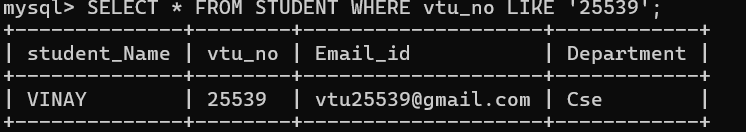 mysql> SELECT * FROM STUDENT WHERE vtu_no LIKE '25539';
+--------------+--------+--------------------+------------+
| student_Name | vtu_no | Email_id           | Department |
+--------------+--------+--------------------+------------+
| VINAY        | 25539  | vtu25539@gmail.com | Cse        |
+--------------+--------+--------------------+------------+